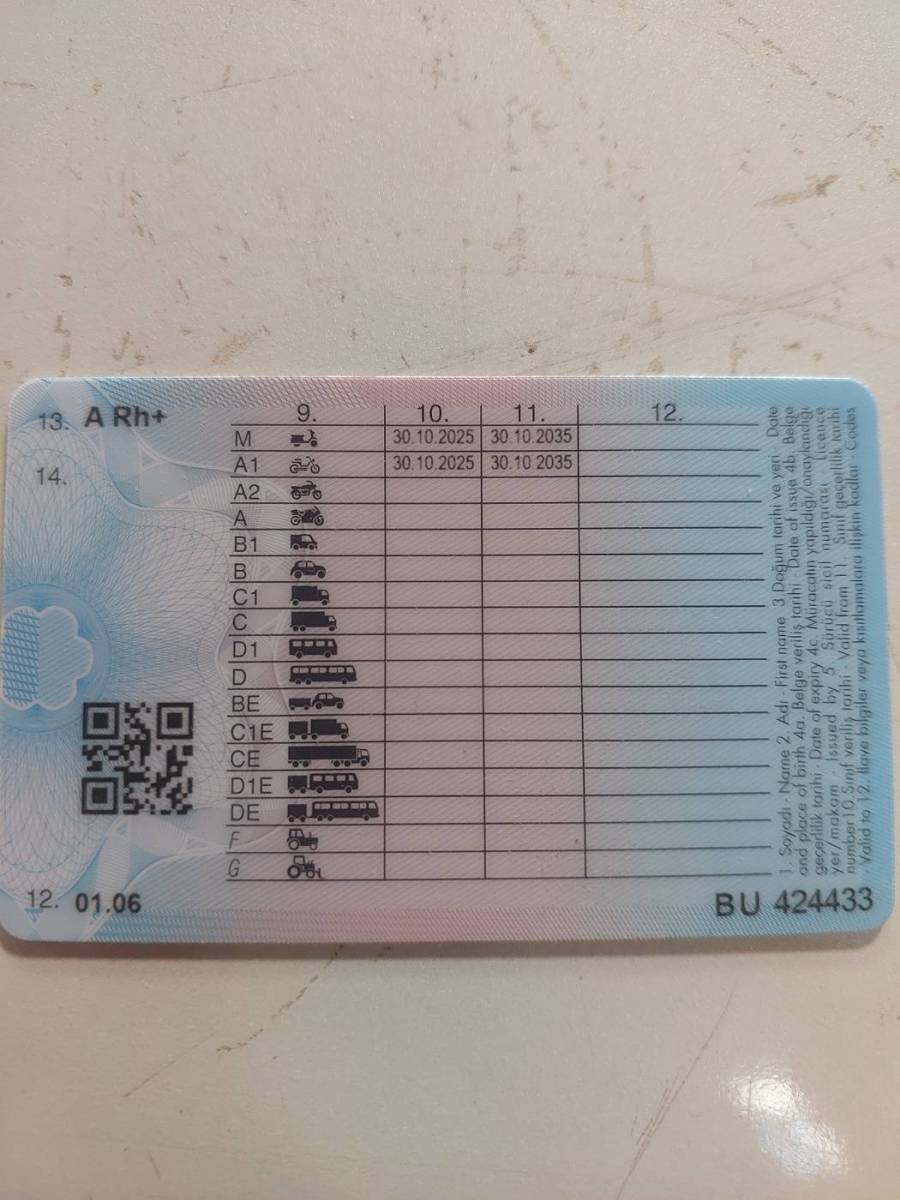 13. A Rh+
14.
9. 10. 11. 12.
M 30.10.2025 30.10.2035
A1 30.10.2025 30.10.2035
A2
A
B1
B
C1
C
D1
D
BE
C1E
CE
D1E
DE
F
G
12. 01.06
BU 424433
1. Soyadı - Name 2. Adı - First name 3.Doğum tarihi ve yeri - Date
and place of birth 4a. Belge veriliş tarihi - Date of issue 4b. Belge
geçerlilik tarihi - Date of expiry 4c. Müracatın yapıldığı/onaylandığı
yer/makam - Issued by 5. Sürücü sicil numarası - Licence
number10.Sınıf veriliş tarihi - Valid from 11. Sınıf geçerlilik tarihi
- Valid to 12. İlave bilgiler veya kısıtlamalara ilişkin kodlar - Codes